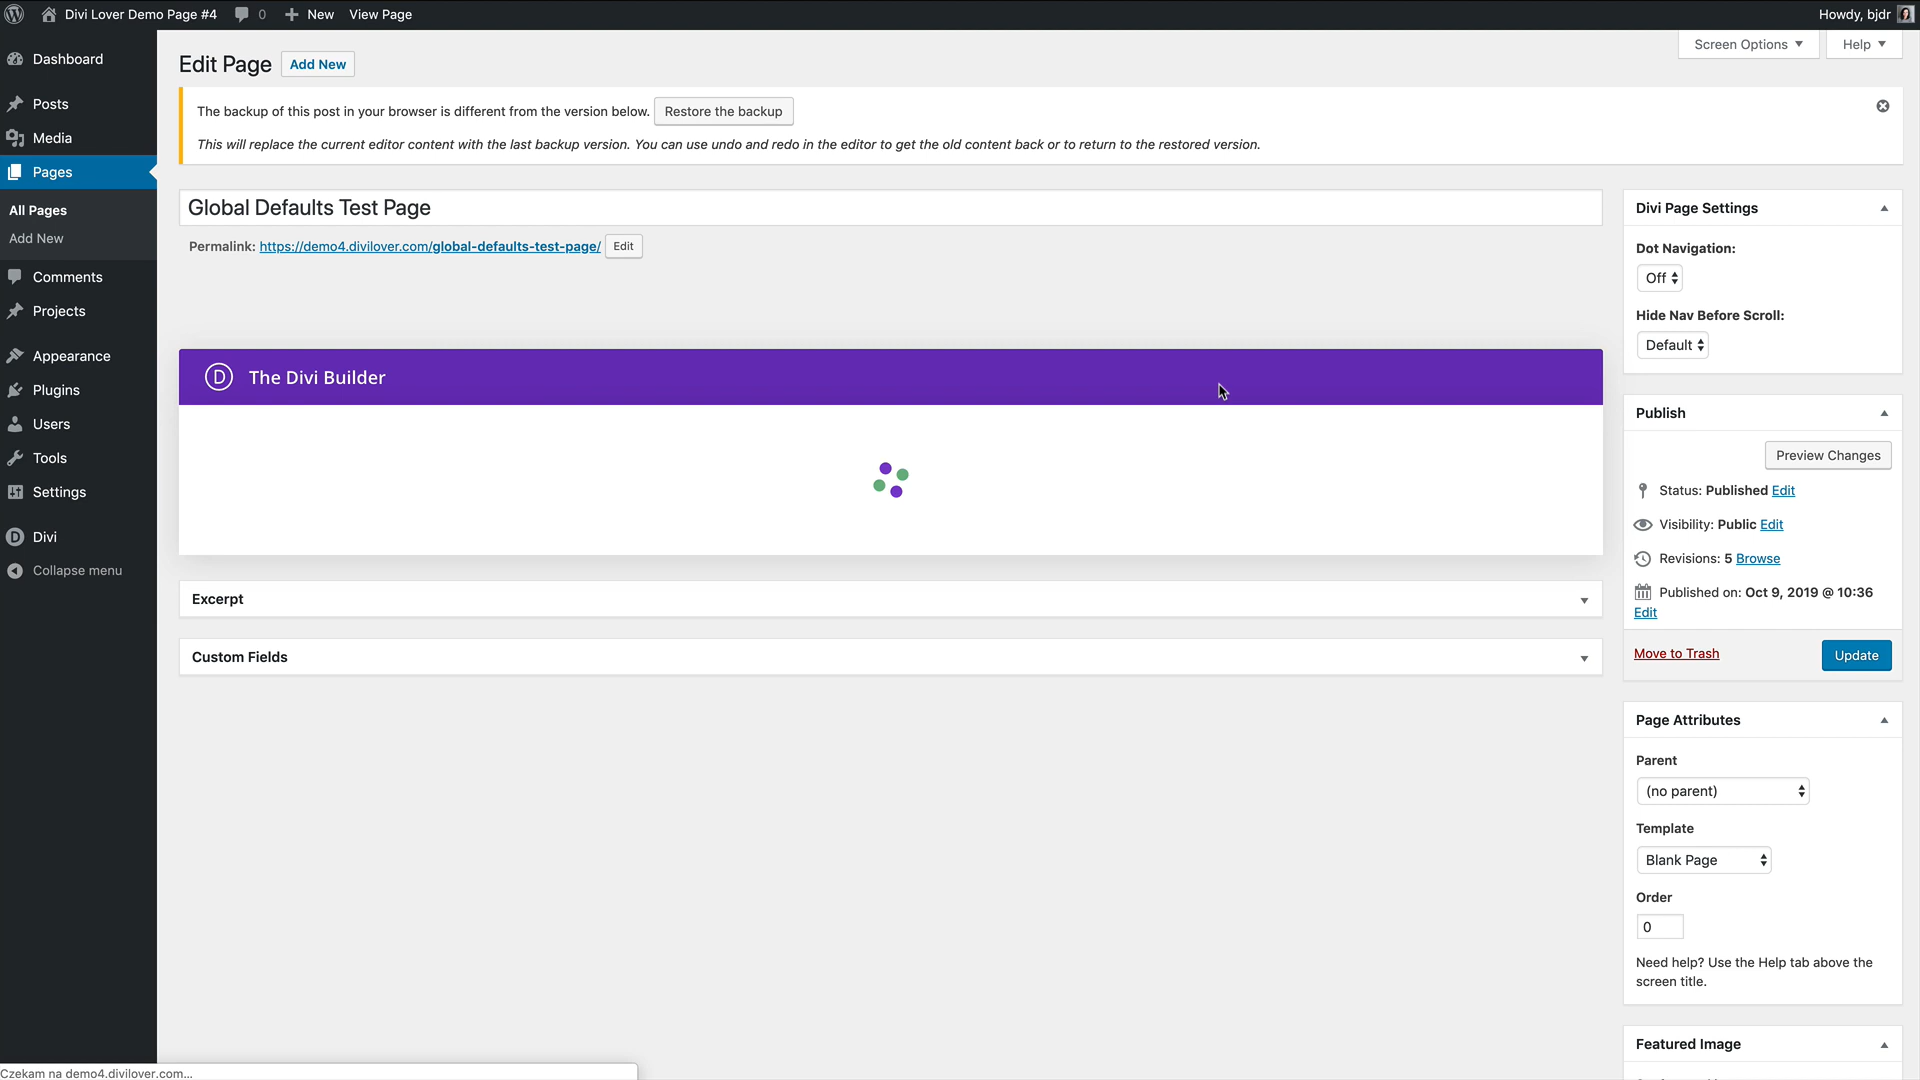 Divi Lover Demo Page #4
0
New
View Page
Howdy, bjdr
Dashboard
Posts
Media
Pages
All Pages
Add New
Comments
Projects
Appearance
Plugins
Users
Tools
Settings
Divi
Collapse menu
Edit Page
Add New
Screen Options
Help
The backup of this post in your browser is different from the version below.
Restore the backup
This will replace the current editor content with the last backup version. You can use undo and redo in the editor to get the old content back or to return to the restored version.
Global Defaults Test Page
Permalink: https://demo4.divilover.com/global-defaults-test-page/ Edit
D
The Divi Builder
Excerpt
Custom Fields
Divi Page Settings
Dot Navigation:
Off
Hide Nav Before Scroll:
Default
Publish
Preview Changes
Status: Published Edit
Visibility: Public Edit
Revisions: 5 Browse
Published on: Oct 9, 2019 @ 10:36
Edit
Move to Trash
Update
Page Attributes
Parent
(no parent)
Template
Blank Page
Order
0
Need help? Use the Help tab above the
screen title.
Featured Image
Czekam na demo4.divilover.com...